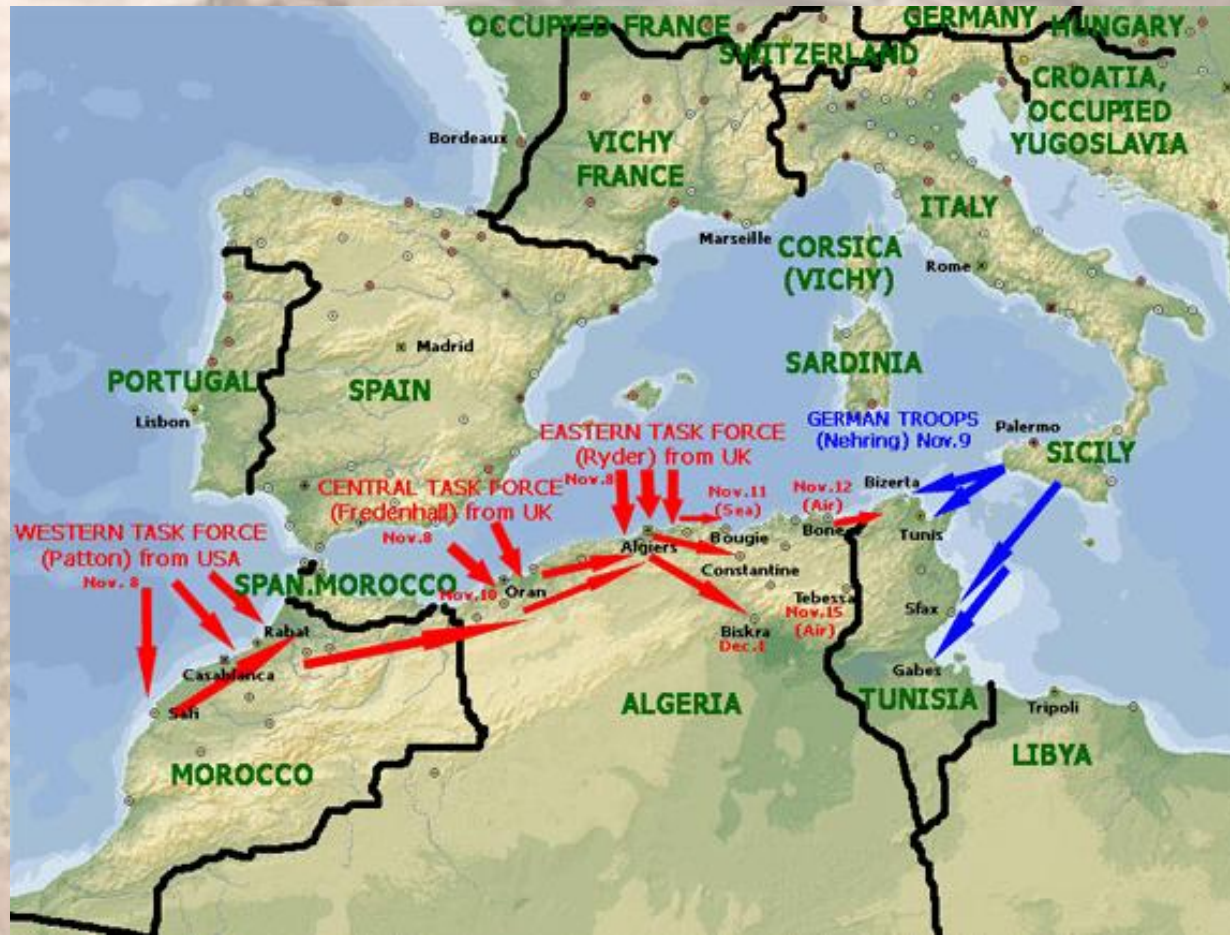 OCCUPIED FRANCE
GERMANY
HUNGARY
SWITZERLAND
CROATIA,
OCCUPIED
YUGOSLAVIA
Bordeaux
VICHY
FRANCE
ITALY
Marseille
CORSICA
(VICHY)
Rome
Madrid
PORTUGAL
SPAIN
SARDINIA
Lisbon
GERMAN TROOPS
(Nehring) Nov.9
Palermo
SICILY
EASTERN TASK FORCE
(Ryder) from UK
Nov.8
CENTRAL TASK FORCE
(Fredenhall) from UK
Nov.8
Nov.11
(Sea)
Nov.12
(Air)
Bizerta
WESTERN TASK FORCE
(Patton) from USA
Nov. 8
Algiers
Bougie
Bone
Tunis
SPAN.MOROCCO
Nov.10
Oran
Constantine
Tebessa
Nov.15
(Air)
Sfax
Rabat
Biskra
Dec.1
Casablanca
Gabes
Safi
ALGERIA
TUNISIA
Tripoli
MOROCCO
LIBYA